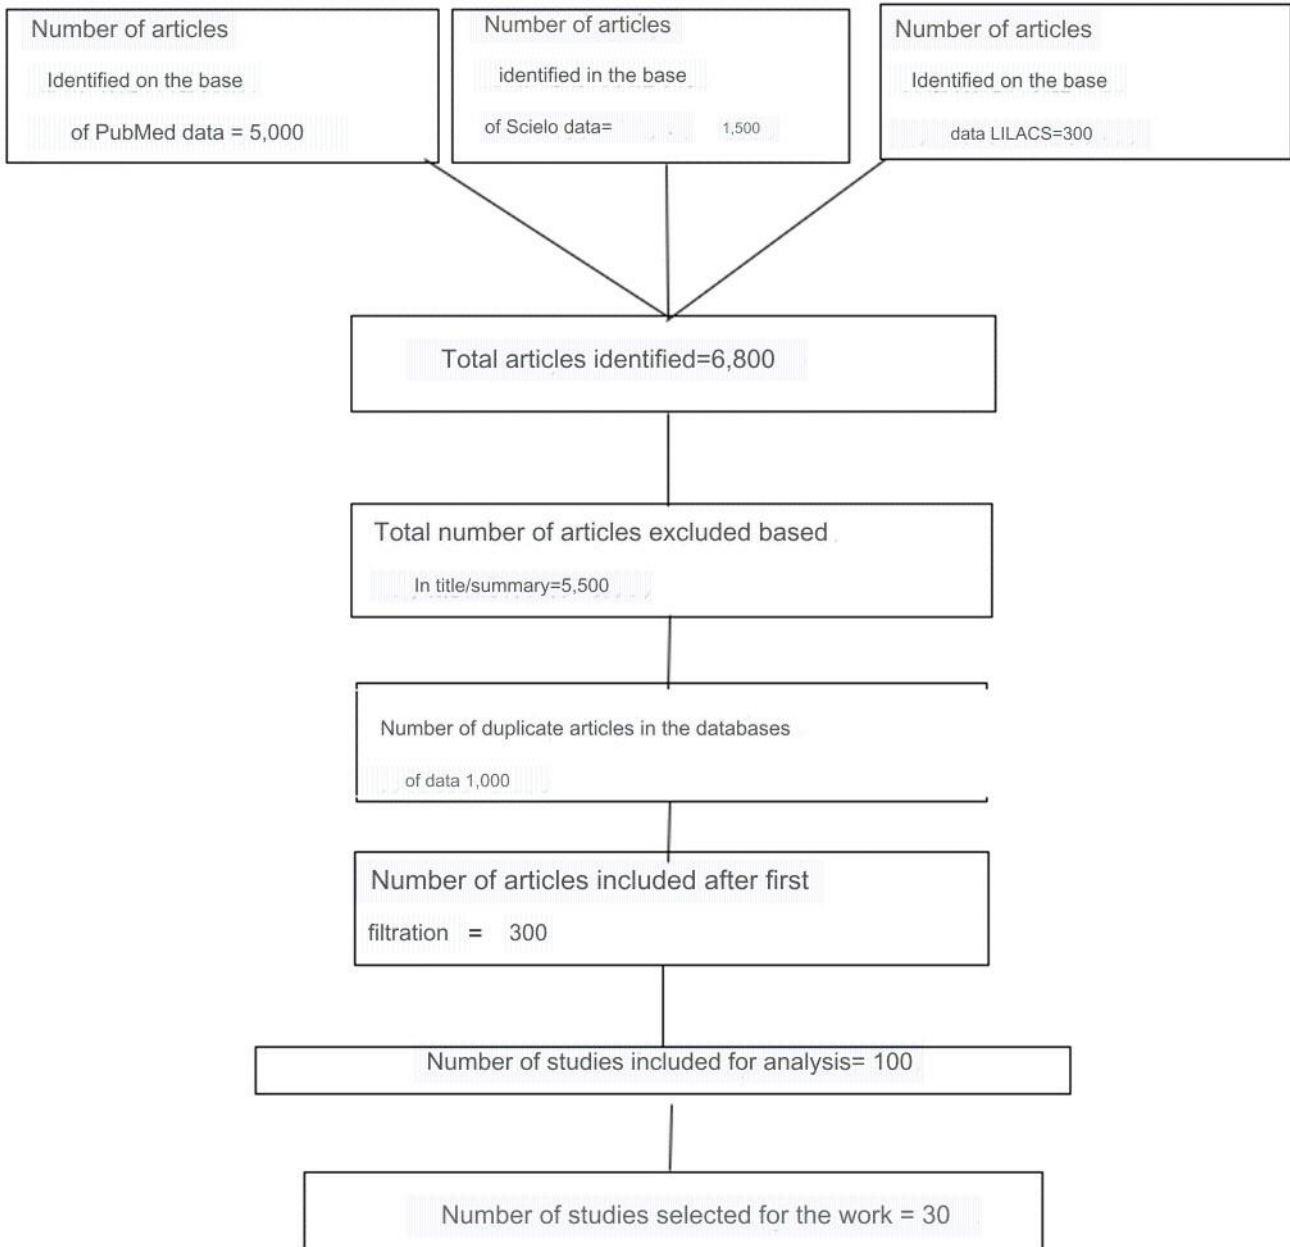 Number of articles
Identified on the base
of PubMed data = 5,000
Number of articles
identified in the base
of Scielo data= 1,500
Number of articles
Identified on the base
data LILACS=300
Total articles identified=6,800
Total number of articles excluded based
In title/summary=5,500
Number of duplicate articles in the databases
of data 1,000
Number of articles included after first
filtration = 300
Number of studies included for analysis= 100
Number of studies selected for the work = 30